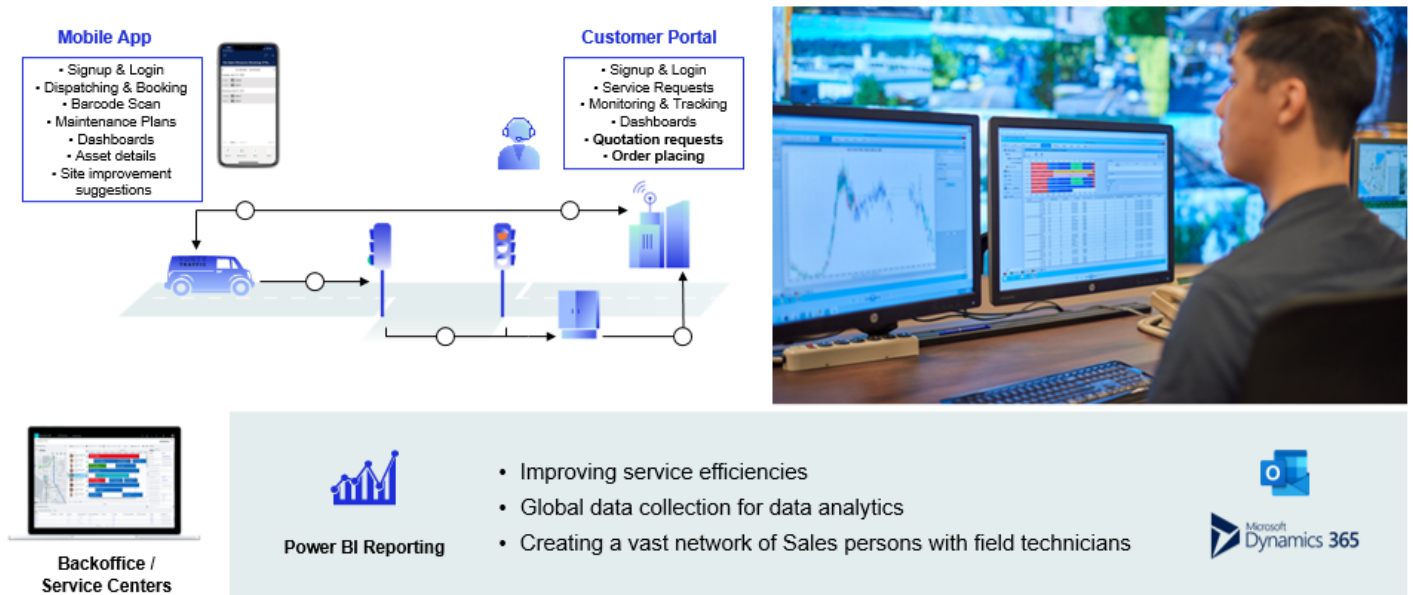 Mobile App
• Signup & Login
• Dispatching & Booking
• Barcode Scan
• Maintenance Plans
• Dashboards
• Asset details
• Site improvement
suggestions
Customer Portal
• Signup & Login
• Service Requests
• Monitoring & Tracking
• Dashboards
• Quotation requests
• Order placing
TRAFFIC
Backoffice /
Service Centers
Power BI Reporting
• Improving service efficiencies
• Global data collection for data analytics
• Creating a vast network of Sales persons with field technicians
O
Microsoft
Dynamics 365